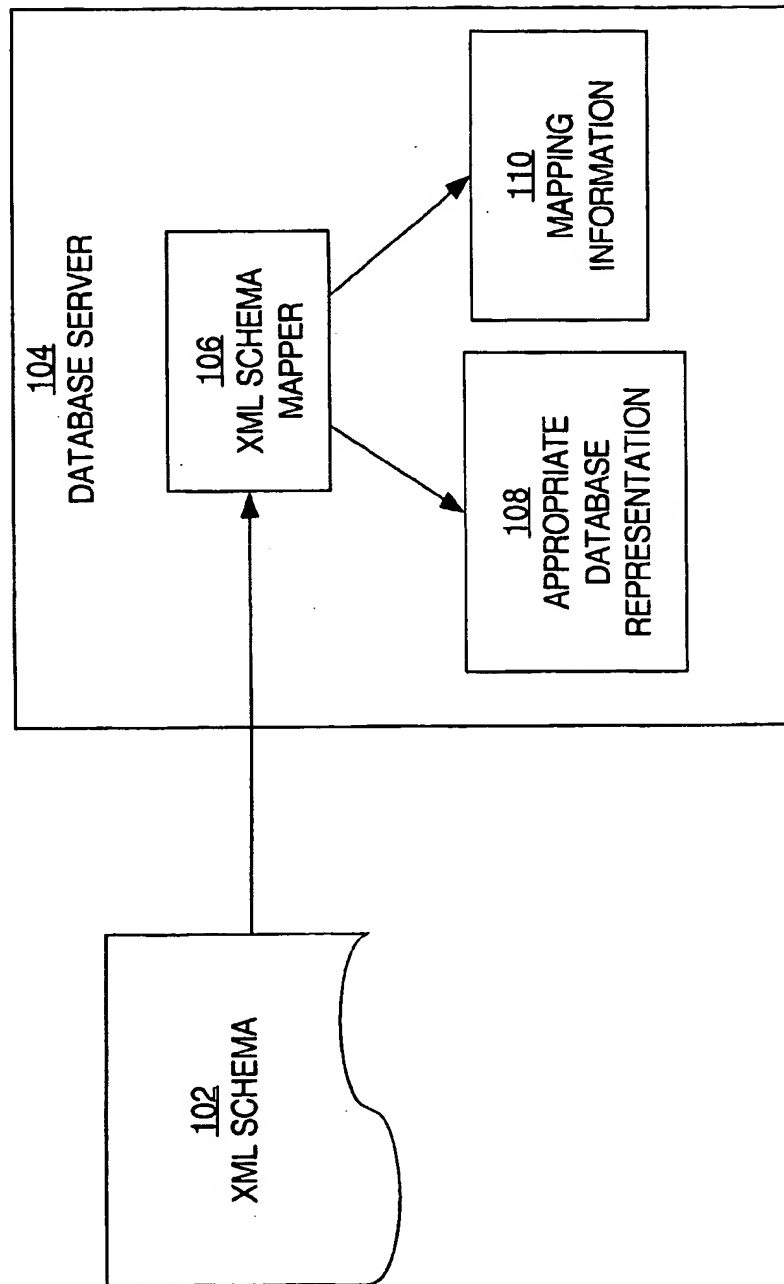 102
XML SCHEMA
104
DATABASE SERVER
106
XML SCHEMA
MAPPER
108
APPROPRIATE
DATABASE
REPRESENTATION
110
MAPPING
INFORMATION